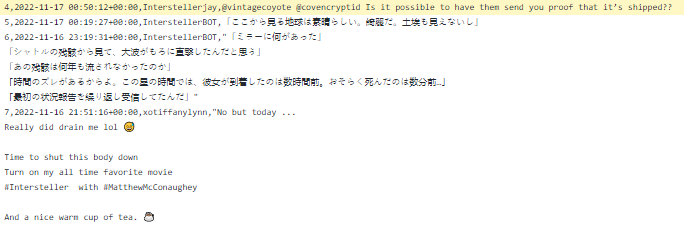 4,2022-11-17 00:50:12+00:00,Interstellerjay,@vintagecoyote @covencryptid Is it possible to have them send you proof that it's shipped??
5,2022-11-17 00:19:27+00:00,InterstellerBOT,「ここから見る地球は素晴らしい。綺麗だ。土埃も見えないし」
6,2022-11-16 23:19:31+00:00,InterstellerBOT,"「ミラーに何があった」
「シャトルの残骸から見て、大波がもろに直撃したんだと思う」
「あの残骸は何年も流されなかったのか」
「時間のズレがあるからよ。この星の時間では、彼女が到着したのは数時間前。おそらく死んだのは数分前…」
「最初の状況報告を繰り返し受信してたんだ」"
7,2022-11-16 21:51:16+00:00,xotiffanylynn,"No but today ...
Really did drain me lol 😅
Time to shut this body down
Turn on my all time favorite movie
#Intersteller with #MatthewMcConaughey
And a nice warm cup of tea. ☕